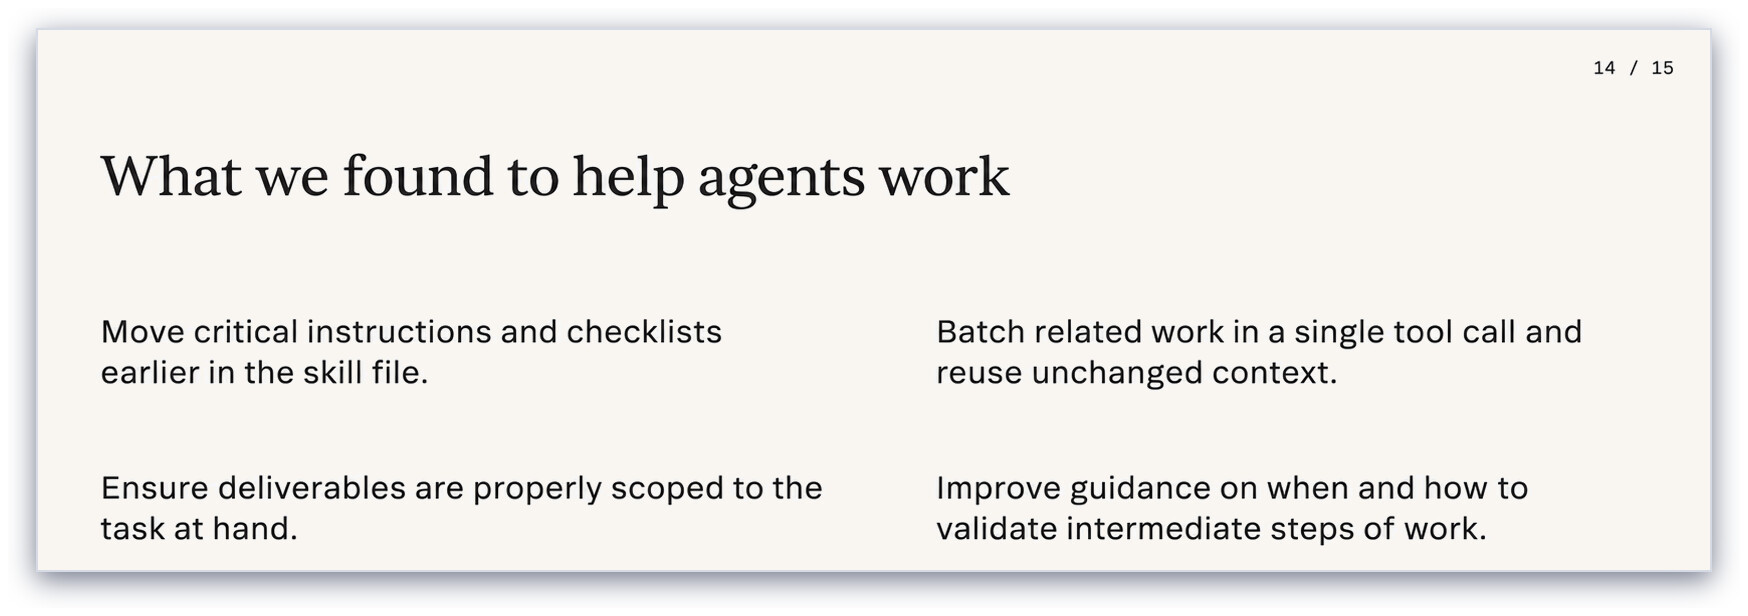 14 / 15
What we found to help agents work
Move critical instructions and checklists
earlier in the skill file.
Batch related work in a single tool call and
reuse unchanged context.
Ensure deliverables are properly scoped to the
task at hand.
Improve guidance on when and how to
validate intermediate steps of work.